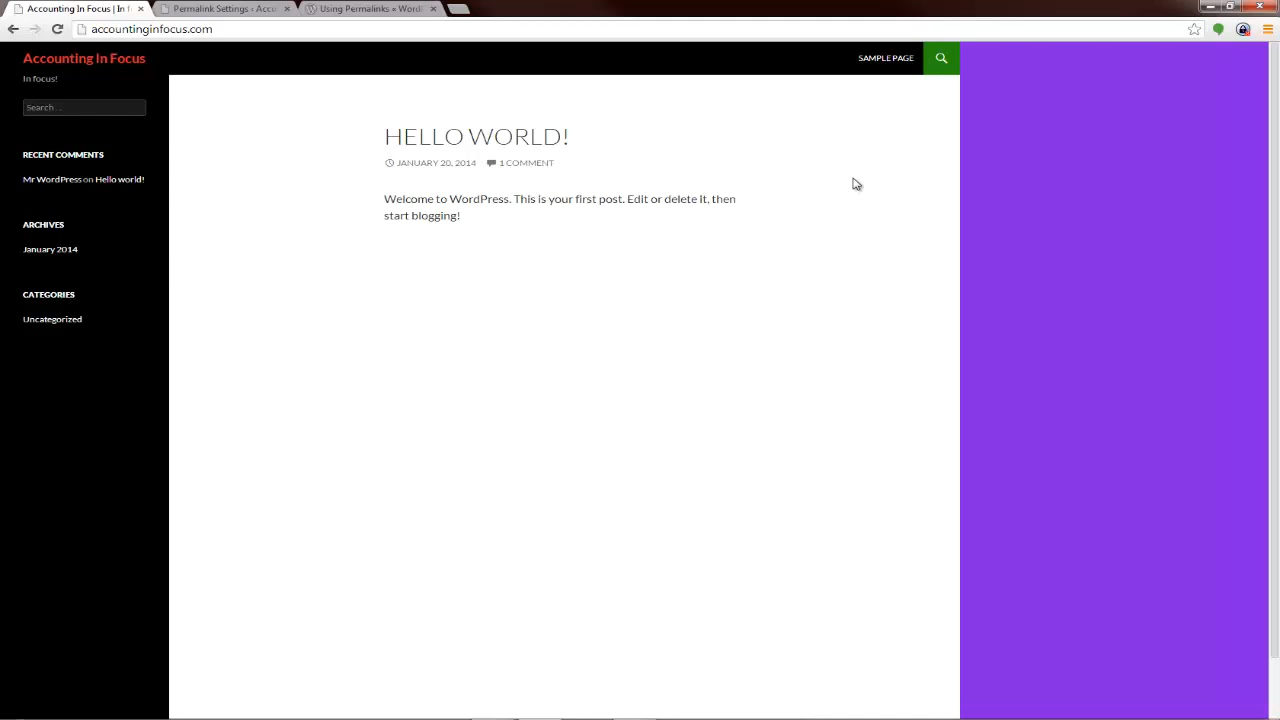 Accounting In Focus | In f
Permalink Settings ‹ Accou
Using Permalinks « WordP
accountinginfocus.com
Accounting In Focus
In focus!
Search …
RECENT COMMENTS
Mr WordPress on Hello world!
ARCHIVES
January 2014
CATEGORIES
Uncategorized
SAMPLE PAGE
HELLO WORLD!
JANUARY 20, 2014 1 COMMENT
Welcome to WordPress. This is your first post. Edit or delete it, then
start blogging!